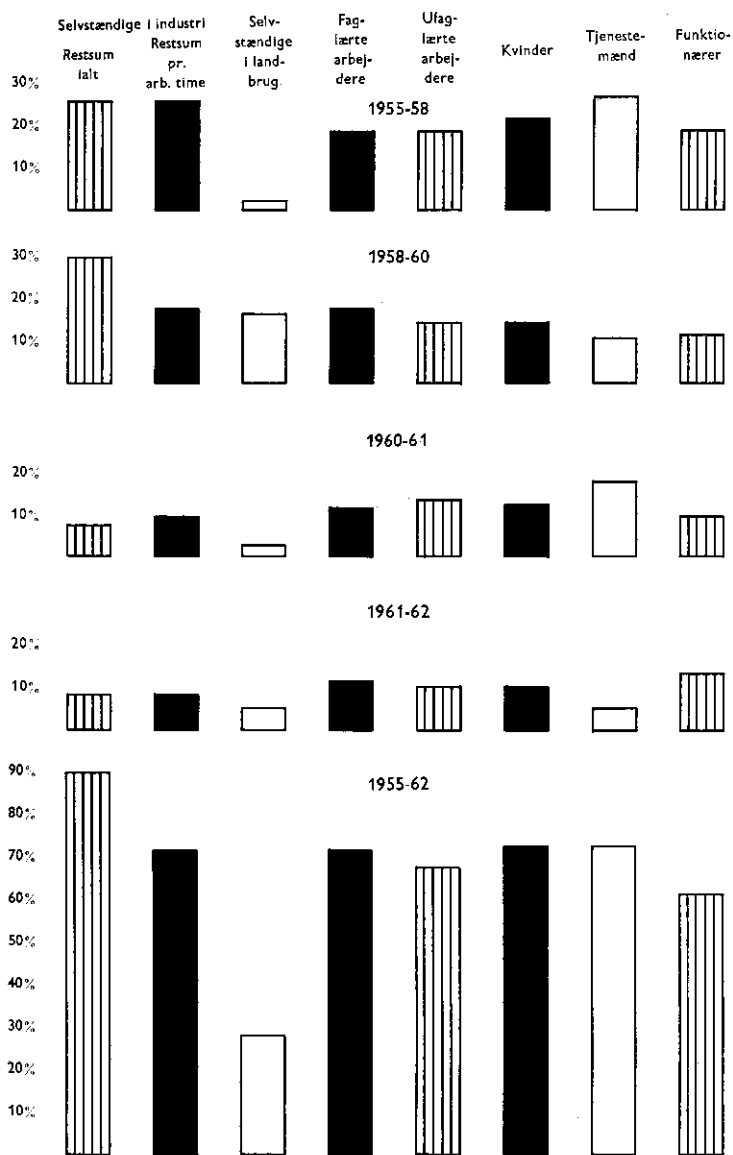 Selvstændige i industri
Restsum
ialt
Restsum
pr.
arb. time
Selv-
stændige
i land-
brug.
Fag-
lærte
arbej-
dere
Ufag-
lærte
arbej-
dere
Kvinder
Tjeneste-
mænd
Funktio-
nærer
1955-58
30%
20%
10%
1958-60
30%
20%
10%
1960-61
20%
10%
1961-62
20%
10%
1955-62
90%
80%
70%
60%
50%
40%
30%
20%
10%